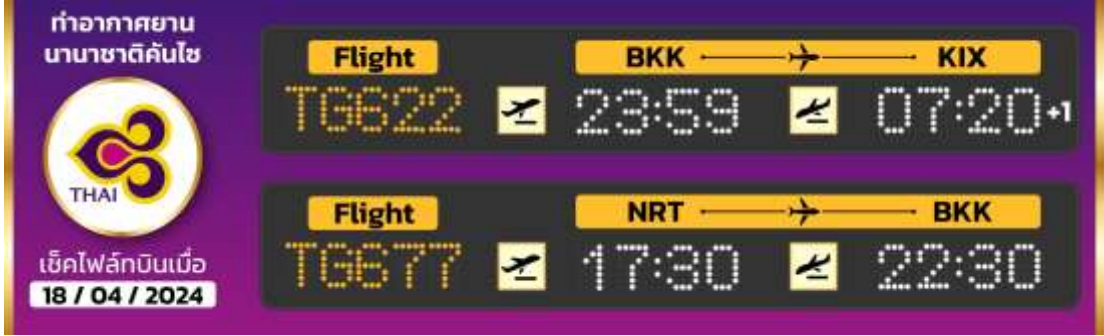 ท่าอากาศยาน
นานาชาติคันไซ
THAI
เช็คไฟล์ทบินเมื่อ
18 / 04 / 2024
Flight BKK KIX
TG622 23:59 07:20+1
Flight NRT BKK
TG677 17:30 22:30